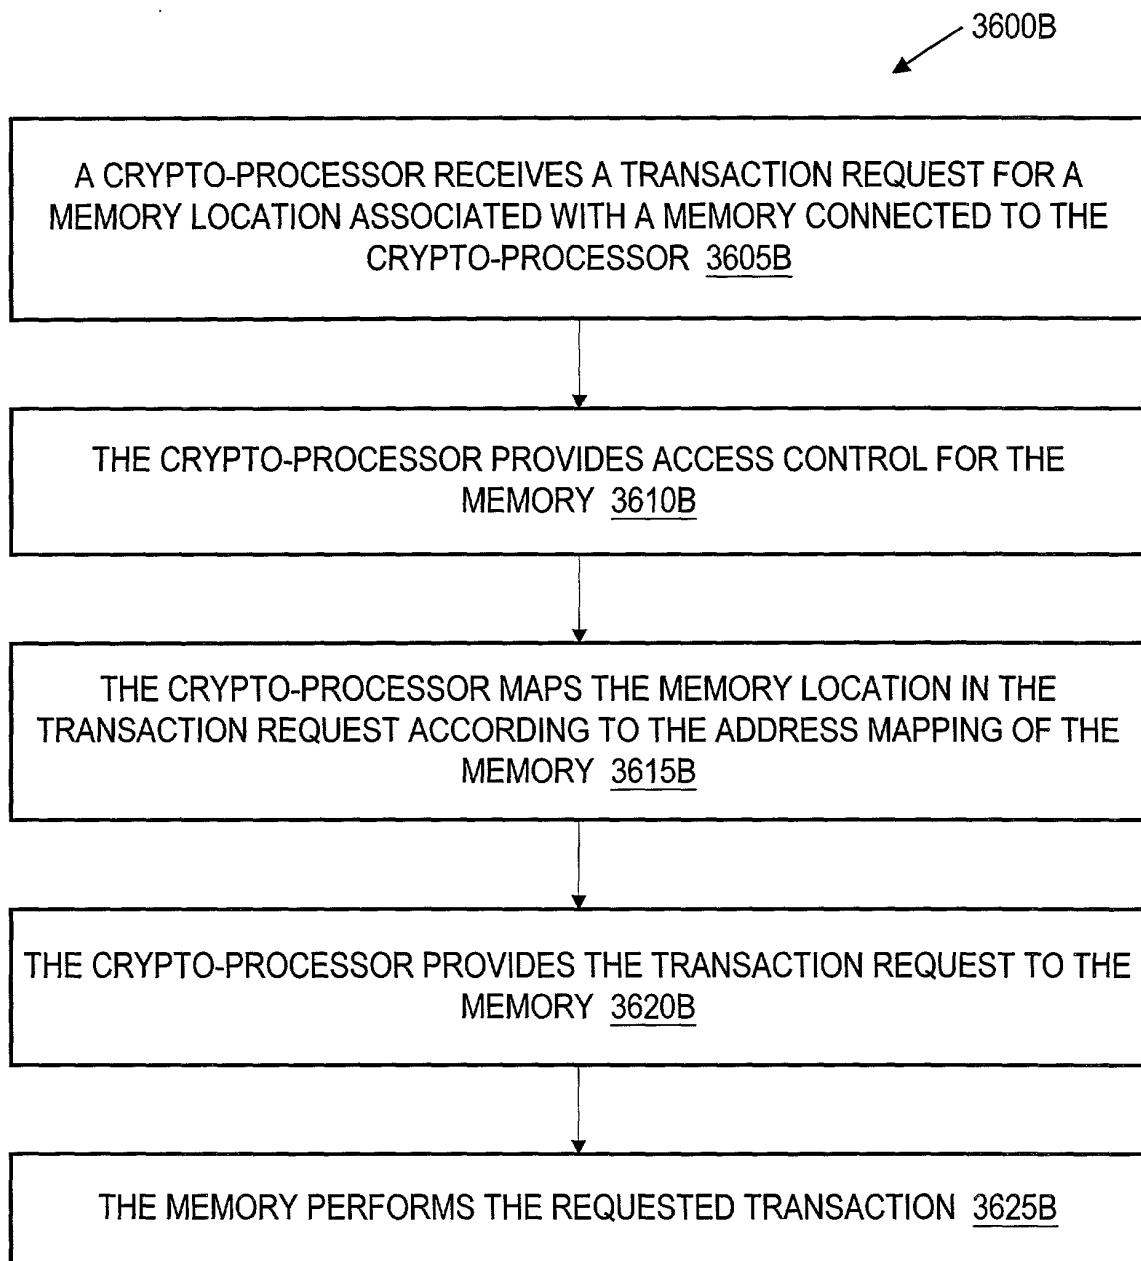 3600B
A CRYPTO-PROCESSOR RECEIVES A TRANSACTION REQUEST FOR A
MEMORY LOCATION ASSOCIATED WITH A MEMORY CONNECTED TO THE
CRYPTO-PROCESSOR 3605B
THE CRYPTO-PROCESSOR PROVIDES ACCESS CONTROL FOR THE
MEMORY 3610B
THE CRYPTO-PROCESSOR MAPS THE MEMORY LOCATION IN THE
TRANSACTION REQUEST ACCORDING TO THE ADDRESS MAPPING OF THE
MEMORY 3615B
THE CRYPTO-PROCESSOR PROVIDES THE TRANSACTION REQUEST TO THE
MEMORY 3620B
THE MEMORY PERFORMS THE REQUESTED TRANSACTION 3625B